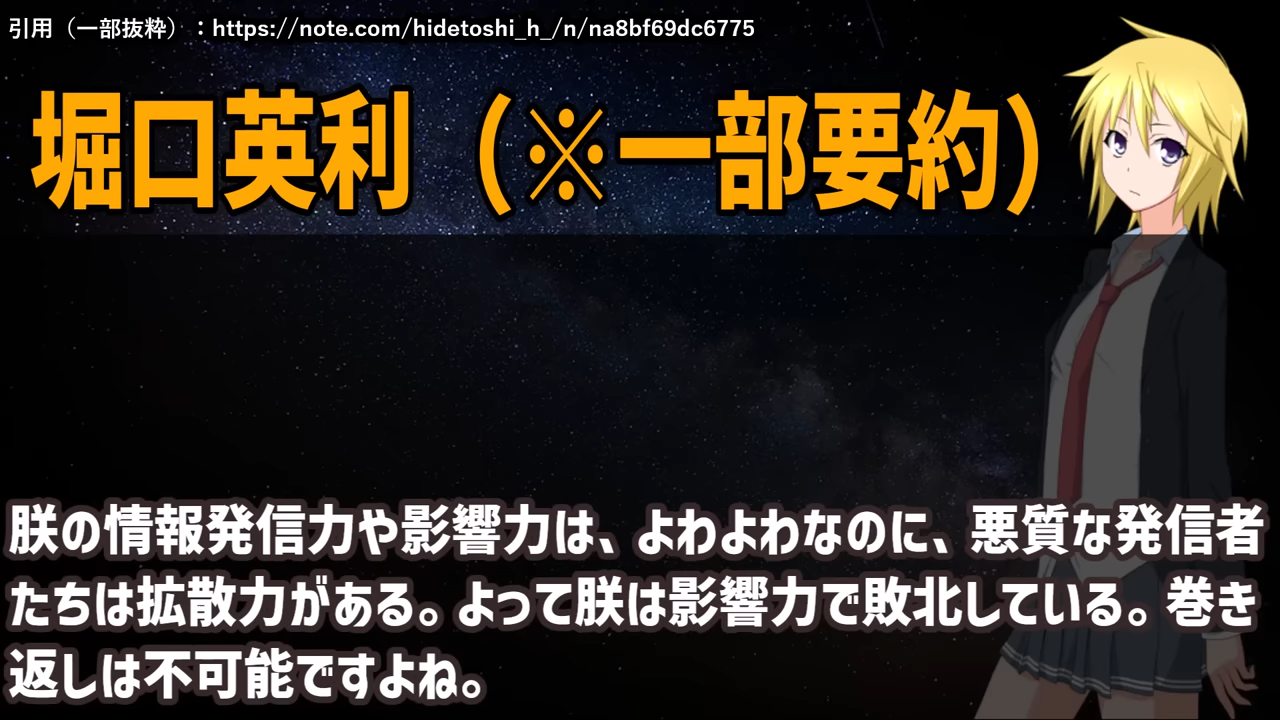 引用（一部抜粋）：https://note.com/hidetoshi_h_/n/na8bf69dc6775
堀口英利（※一部要約）
朕の情報発信力や影響力は、よわよわなのに、悪質な発信者
たちは拡散力がある。よって朕は影響力で敗北している。巻き
返しは不可能ですよね。